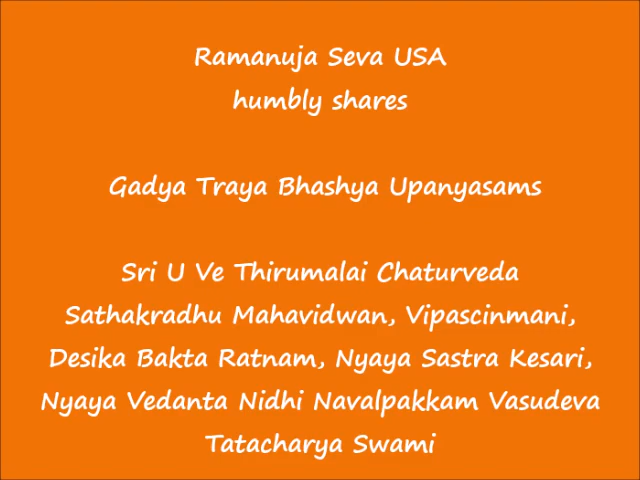 Ramanuja Seva USA
humbly shares
Gadya Traya Bhashya Upanyasams
Sri U Ve Thirumalai Chaturveda
Sathakradhu Mahavidwan, Vipascinmani,
Desika Bakta Ratnam, Nyaya Sastra Kesari,
Nyaya Vedanta Nidhi Navalpakkam Vasudeva
Tatacharya Swami